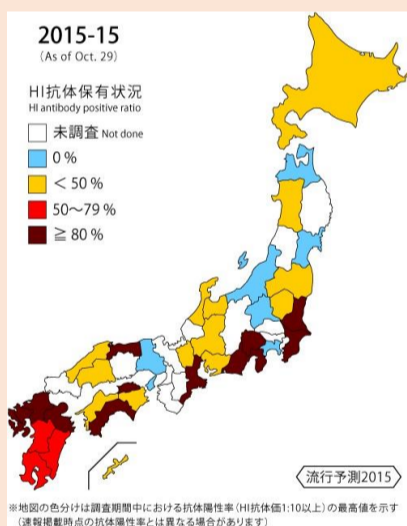 2015-15
(As of Oct. 29)
HI抗体保有状況
HI antibody positive ratio
未調査 Not done
0 %
< 50 %
50～79 %
≧ 80 %
流行予測2015
※地図の色分けは調査期間中における抗体陽性率(HI抗体価1:10以上)の最高値を示す
(速報掲載時点の抗体陽性率とは異なる場合があります)